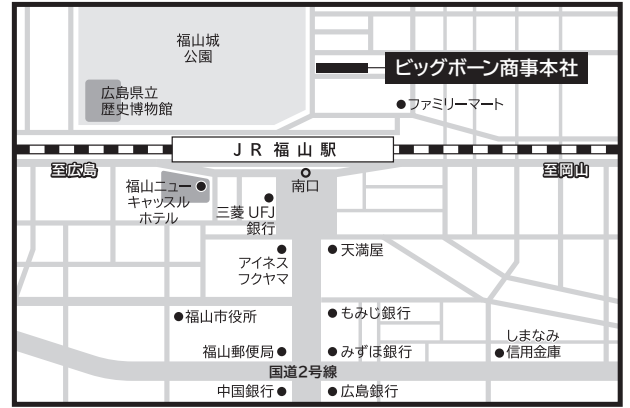 福山城
公園
ビッグボーン商事本社
広島県立
歴史博物館
ファミリーマート
JR福山駅
至広島
至岡山
南口
福山ニュー
キャッスル
ホテル
三菱UFJ
銀行
アイネス
フクヤマ
天満屋
福山市役所
もみじ銀行
福山郵便局
みずほ銀行
しまなみ
信用金庫
国道2号線
中国銀行
広島銀行